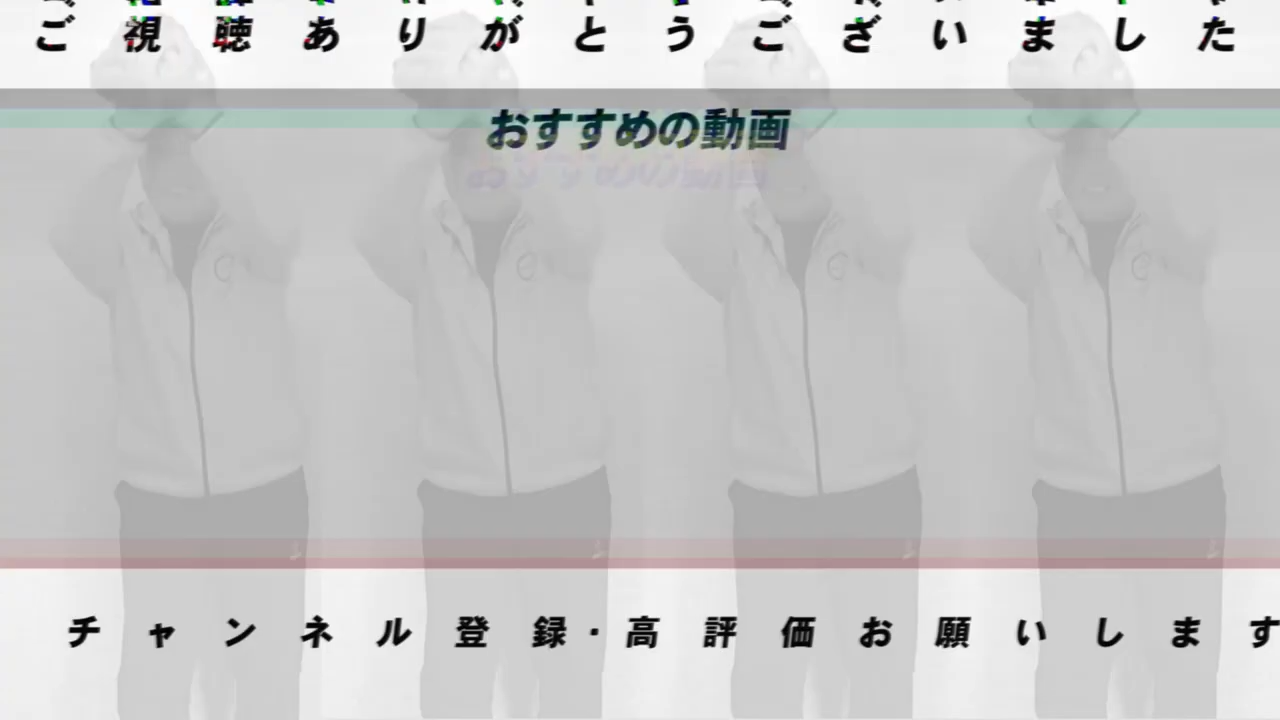 ご視聴ありがとうございました
おすすめの動画
チャンネル登録・高評価お願いします